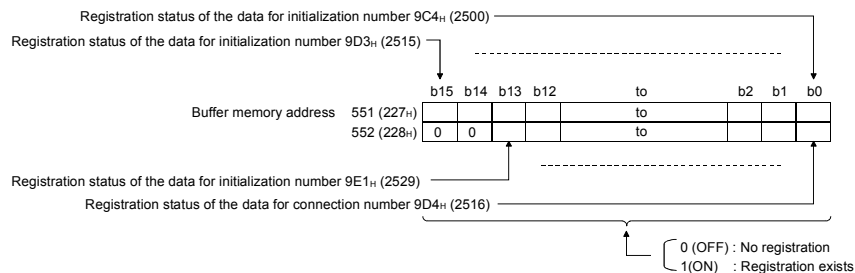 Registration status of the data for initialization number 9C4H (2500)
Registration status of the data for initialization number 9D3H (2515)
b15 b14 b13 b12 to b2 b1 b0
Buffer memory address 551 (227H) to
552 (228H) 0 0 to
Registration status of the data for initialization number 9E1H (2529)
Registration status of the data for connection number 9D4H (2516)
0 (OFF) : No registration
1(ON) : Registration exists